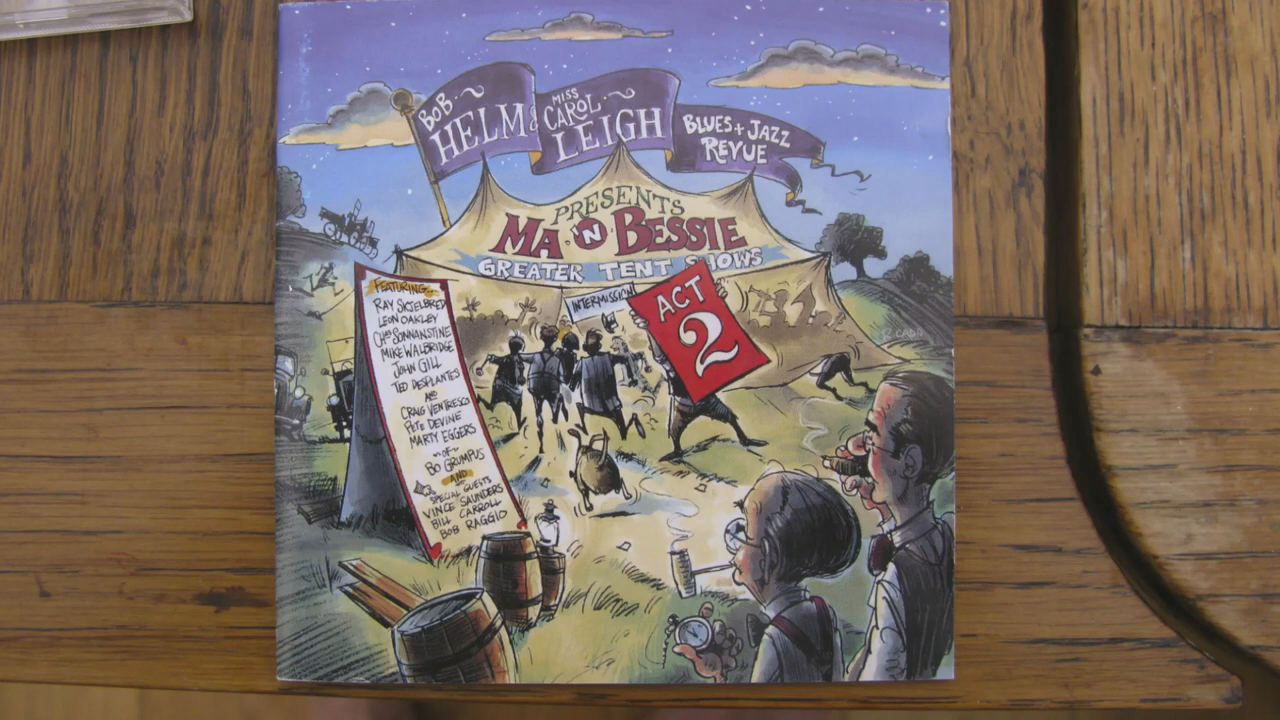 BOB
HELM &
MISS
CAROL
LEIGH
BLUES + JAZZ
REVUE
PRESENTS
MA 'N BESSIE
GREATER TENT SHOWS
INTERMISSION
ACT
2
FEATURING...
RAY SKJELBRED
LEON OAKLEY
CHAS SONNANSTINE
MIKE WALBRIDGE
JOHN GILL
TED DESPLANTES
AND
CRAIG VENTRESCO
PETE DEVINE
MARTY EGGERS
-OF-
BO GRUMPUS
AND
SPECIAL GUESTS
VINCE SAUNDERS
BILL CARROLL
BOB RAGGIO